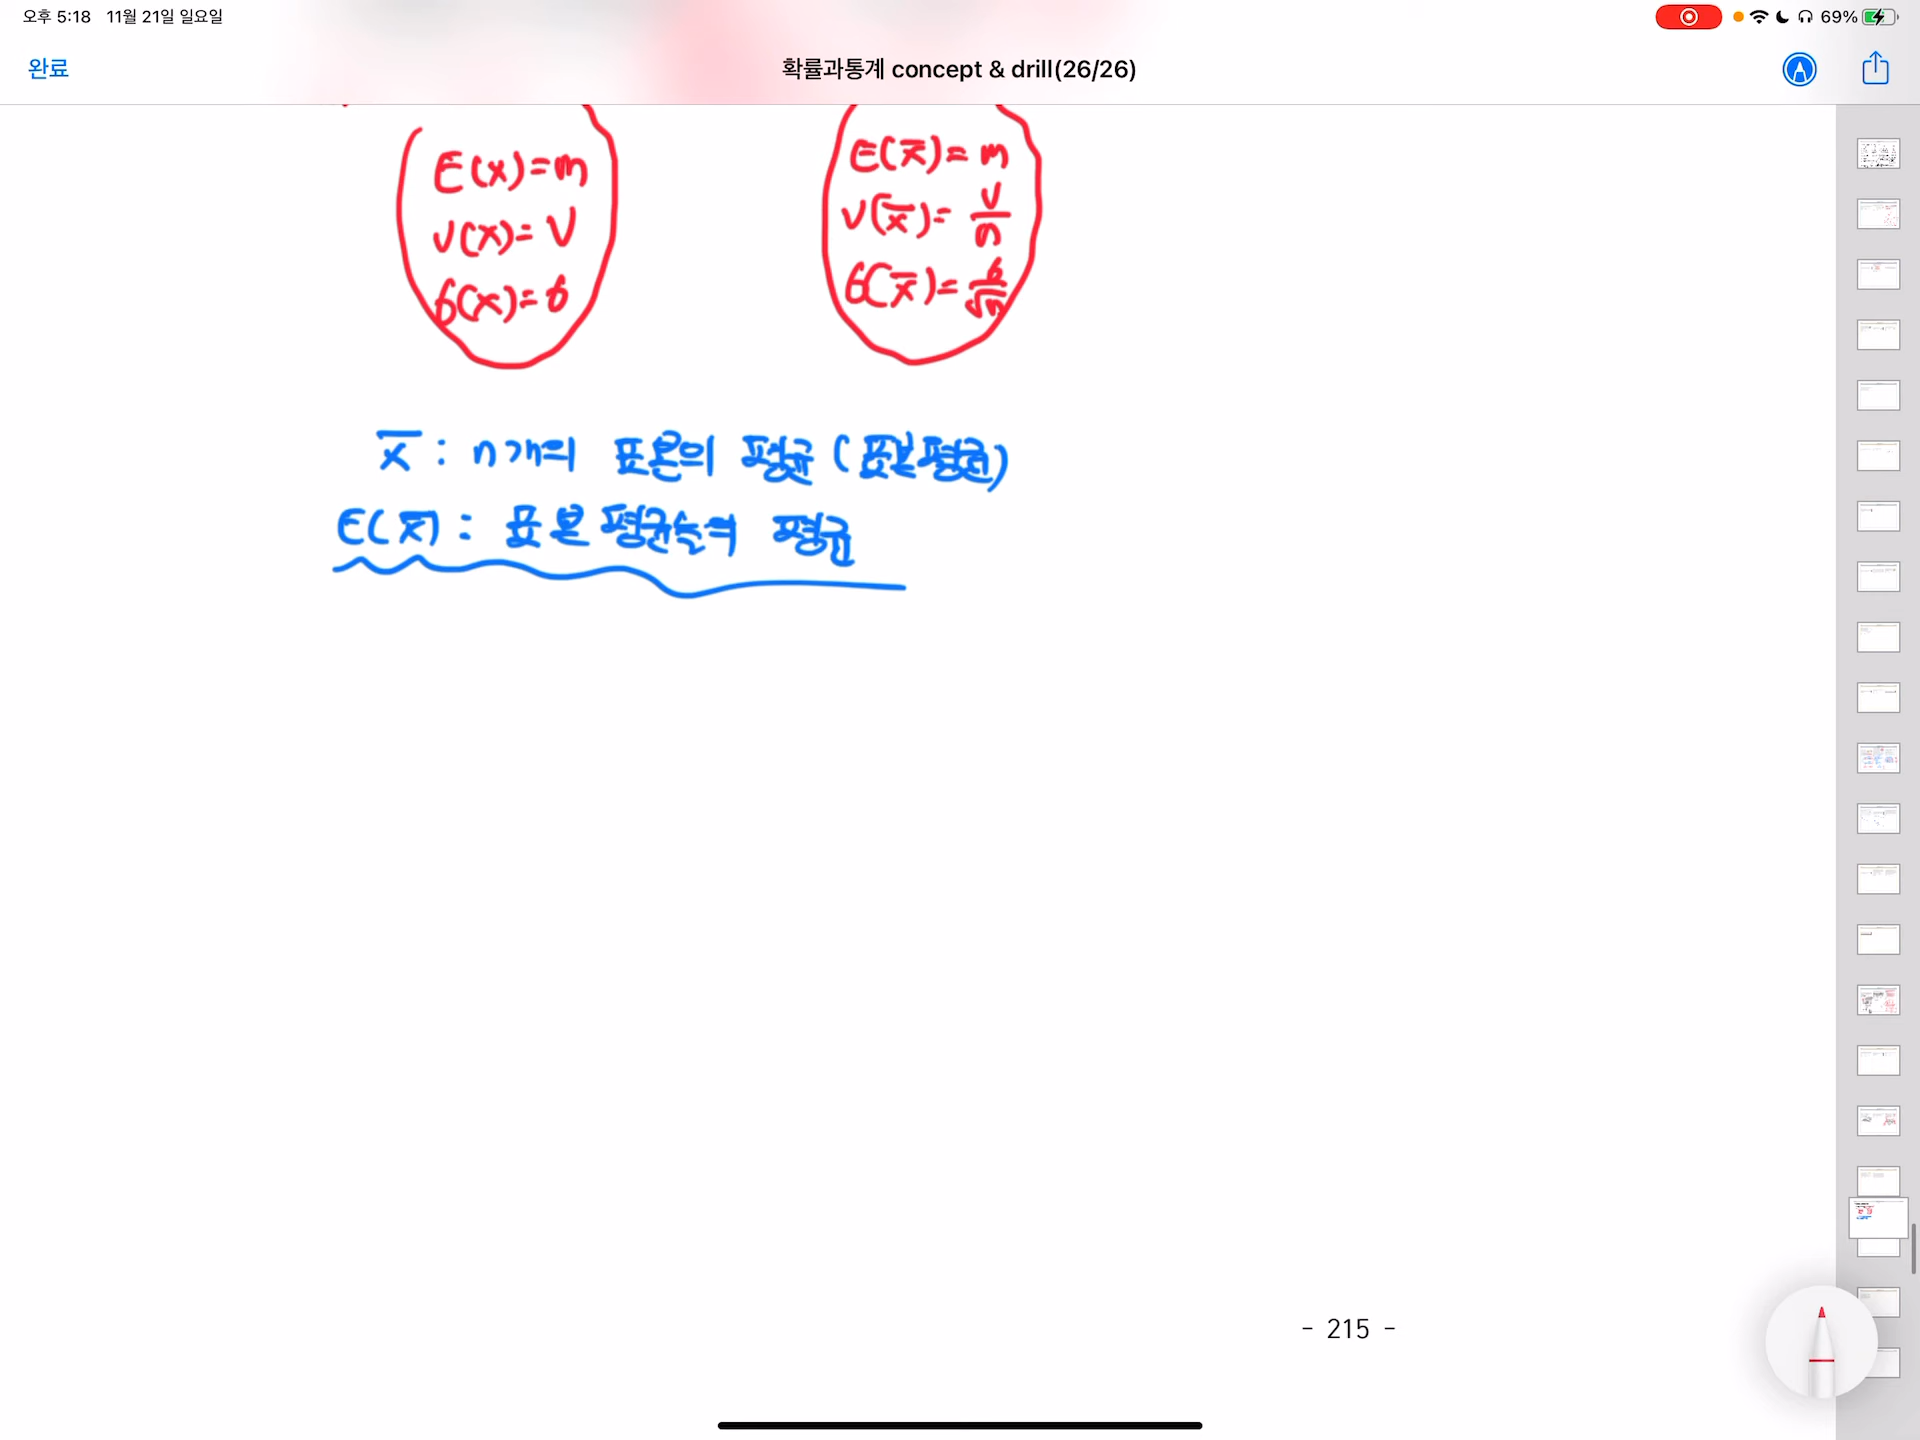 오후 5:18 11월 21일 일요일
69%
완료
확률과통계 concept & drill(26/26)
E(x)=m
V(x)=V
σ(x)=σ
E(x̄)=m
V(x̄)=V/n
σ(x̄)=σ/√n
x̄ : n개의 표본의 평균 (표본평균)
E(x̄) : 표본평균들의 평균
- 215 -